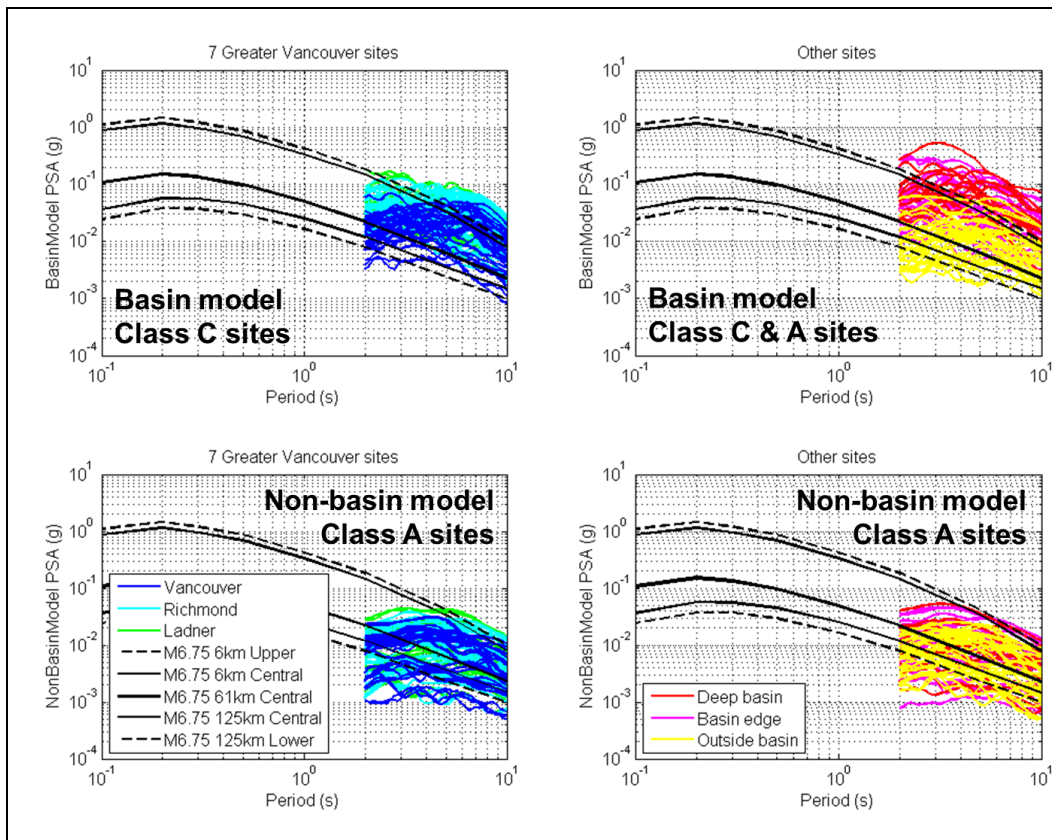 7 Greater Vancouver sites
BasinModel PSA (g)
10^1
10^0
10^-1
10^-2
10^-3
10^-4
Basin model
Class C sites
10^-1
10^0
10^1
Period (s)
Other sites
BasinModel PSA (g)
10^1
10^0
10^-1
10^-2
10^-3
10^-4
Basin model
Class C & A sites
10^-1
10^0
10^1
Period (s)
7 Greater Vancouver sites
NonBasinModel PSA (g)
10^1
10^0
10^-1
10^-2
10^-3
10^-4
Non-basin model
Class A sites
Vancouver
Richmond
Ladner
M6.75 6km Upper
M6.75 6km Central
M6.75 61km Central
M6.75 125km Central
M6.75 125km Lower
10^-1
10^0
10^1
Period (s)
Other sites
NonBasinModel PSA (g)
10^1
10^0
10^-1
10^-2
10^-3
10^-4
Non-basin model
Class A sites
Deep basin
Basin edge
Outside basin
10^-1
10^0
10^1
Period (s)